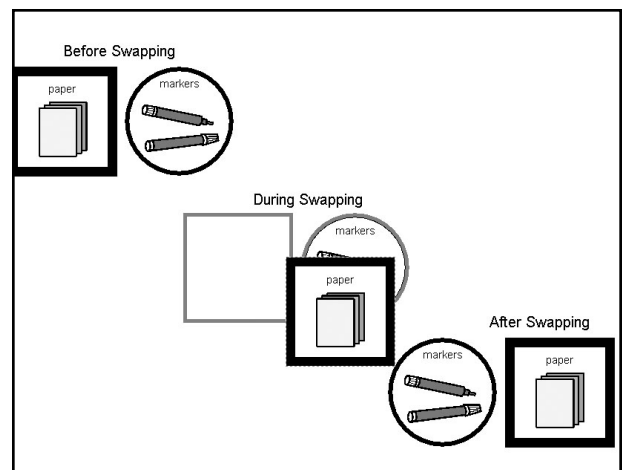 Before Swapping
paper
markers
During Swapping
markers
paper
After Swapping
markers
paper